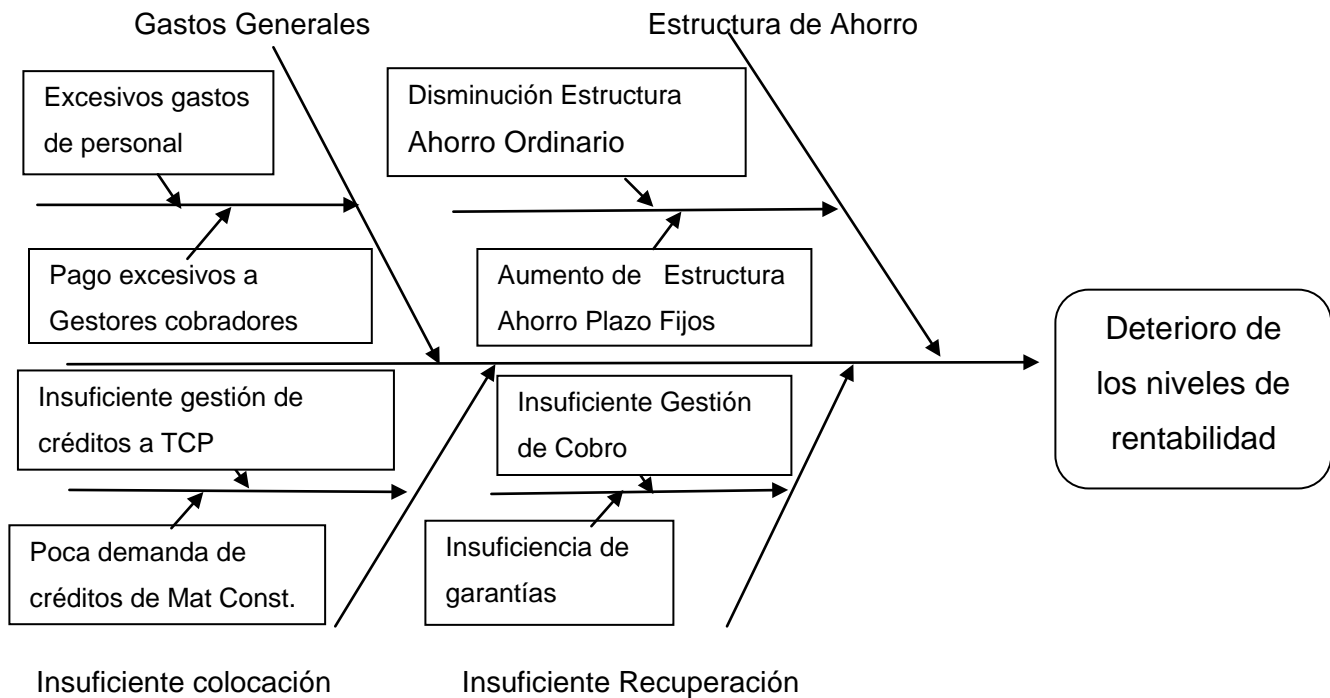 Gastos Generales
Estructura de Ahorro
Excesivos gastos
de personal
Disminución Estructura
Ahorro Ordinario
Pago excesivos a
Gestores cobradores
Aumento de Estructura
Ahorro Plazo Fijos
Deterioro de
los niveles de
rentabilidad
Insuficiente gestión de
créditos a TCP
Insuficiente Gestión
de Cobro
Poca demanda de
créditos de Mat Const.
Insuficiencia de
garantías
Insuficiente colocación
Insuficiente Recuperación